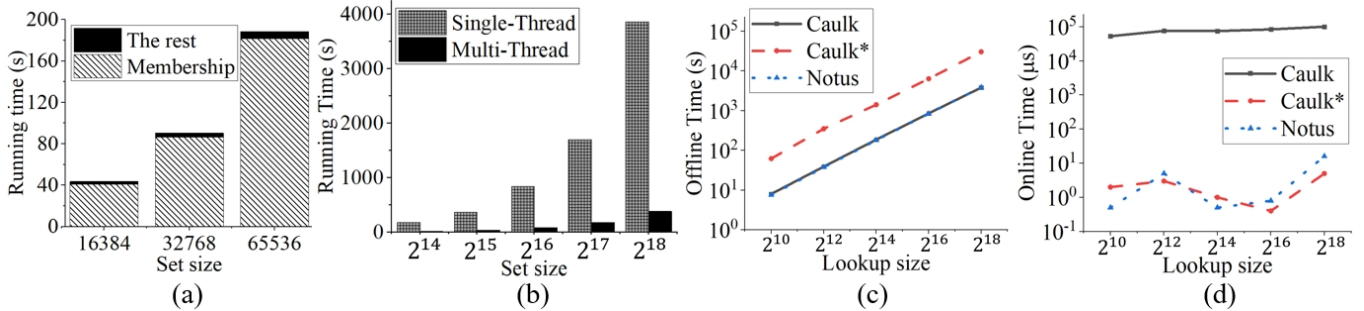 200
160
120
80
40
0
Running time (s)
The rest
Membership
16384 32768 65536
Set size
(a)
4000
3000
2000
1000
0
Running Time (s)
Single-Thread
Multi-Thread
2^14 2^15 2^16 2^17 2^18
Set size
(b)
10^5
10^4
10^3
10^2
10^1
10^0
Offline Time (s)
Caulk
Caulk*
Notus
2^10 2^12 2^14 2^16 2^18
Lookup size
(c)
10^5
10^4
10^3
10^2
10^1
10^0
10^-1
Online Time (μs)
Caulk
Caulk*
Notus
2^10 2^12 2^14 2^16 2^18
Lookup size
(d)